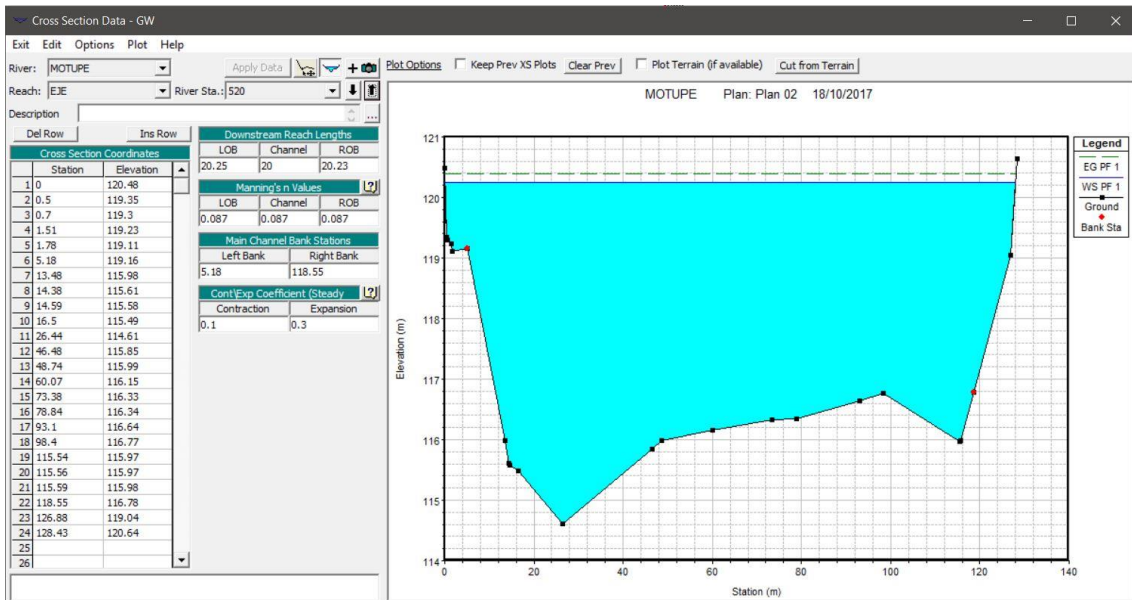 Cross Section Data - GW
Exit Edit Options Plot Help
River: MOTUPE Apply Data
Plot Options Keep Prev XS Plots Clear Prev Plot Terrain (if available) Cut from Terrain
Reach: EJE River Sta.: 520
Description ...
Del Row Ins Row
Cross Section Coordinates
Station Elevation
1 0 120.48
2 0.5 119.35
3 0.7 119.3
4 1.51 119.23
5 1.78 119.11
6 5.18 119.16
7 13.48 115.98
8 14.38 115.61
9 14.59 115.58
10 16.5 115.49
11 26.44 114.61
12 46.48 115.85
13 48.74 115.99
14 60.07 116.15
15 73.38 116.33
16 78.84 116.34
17 93.1 116.64
18 98.4 116.77
19 115.54 115.97
20 115.56 115.97
21 115.59 115.98
22 118.55 116.78
23 126.88 119.04
24 128.43 120.64
25
26
Downstream Reach Lengths
LOB Channel ROB
20.25 20 20.23
Manning's n Values
LOB Channel ROB
0.087 0.087 0.087
Main Channel Bank Stations
Left Bank Right Bank
5.18 118.55
Cont\Exp Coefficient (Steady
Contraction Expansion
0.1 0.3
MOTUPE Plan: Plan 02 18/10/2017
121
120
119
118
117
116
115
114
Elevation (m)
0 20 40 60 80 100 120 140
Station (m)
Legend
EG PF 1
WS PF 1
Ground
Bank Sta